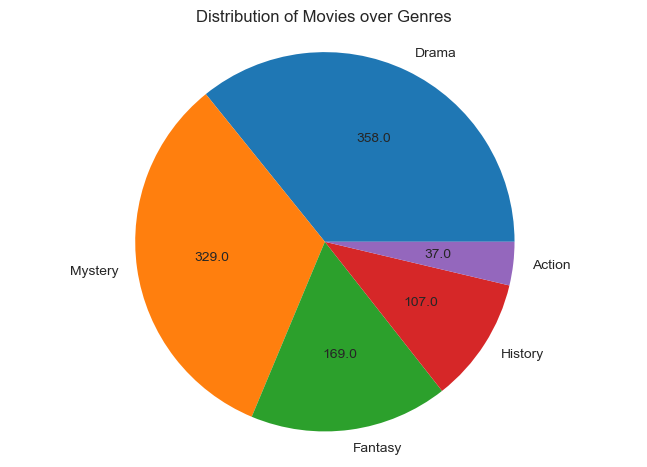 Distribution of Movies over Genres
Drama
358.0
Mystery
329.0
Fantasy
169.0
History
107.0
Action
37.0